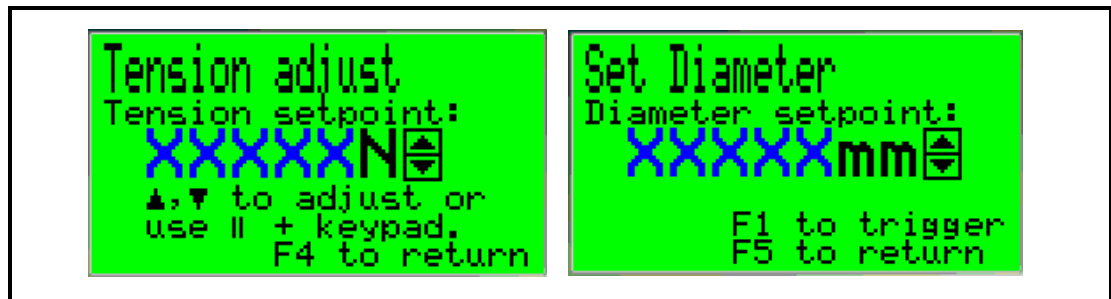 Tension adjust
Tension setpoint:
XXXXXN
▲,▼ to adjust or
use || + keypad.
F4 to return
Set Diameter
Diameter setpoint:
XXXXXmm
F1 to trigger
F5 to return